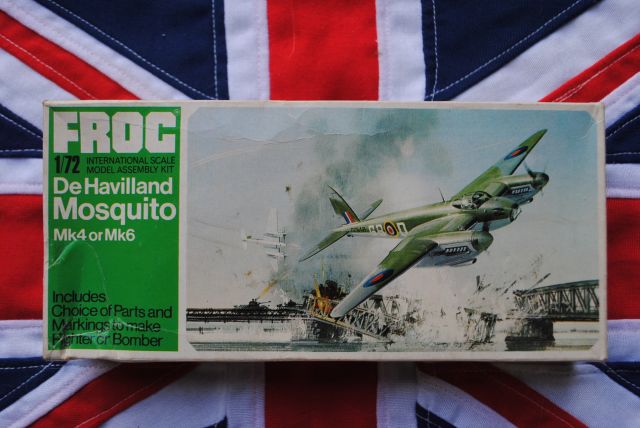 FROG
1/72 INTERNATIONAL SCALE
MODEL ASSEMBLY KIT
De Havilland
Mosquito
Mk4 or Mk6
Includes
Choice of Parts and
Markings to make
Fighter or Bomber